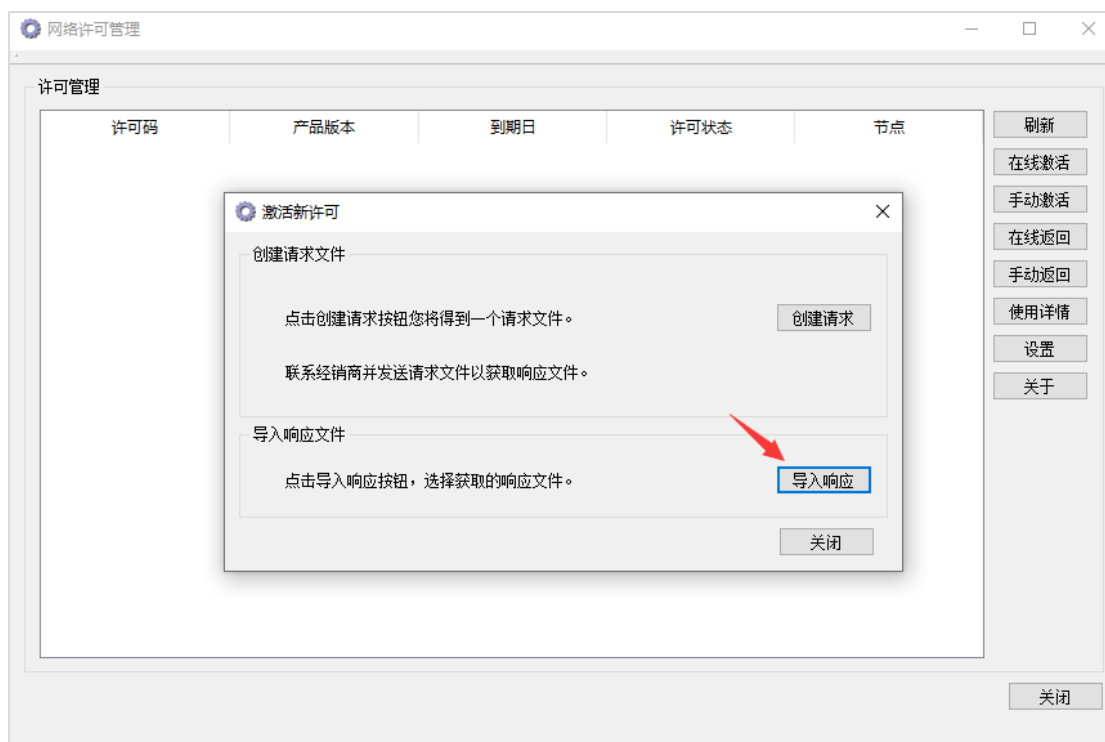 网络许可管理
许可管理
许可码 产品版本 到期日 许可状态 节点
刷新
在线激活
手动激活
在线返回
手动返回
使用详情
设置
关于
激活新许可
创建请求文件
点击创建请求按钮您将得到一个请求文件。
创建请求
联系经销商并发送请求文件以获取响应文件。
导入响应文件
点击导入响应按钮，选择获取的响应文件。
导入响应
关闭
关闭